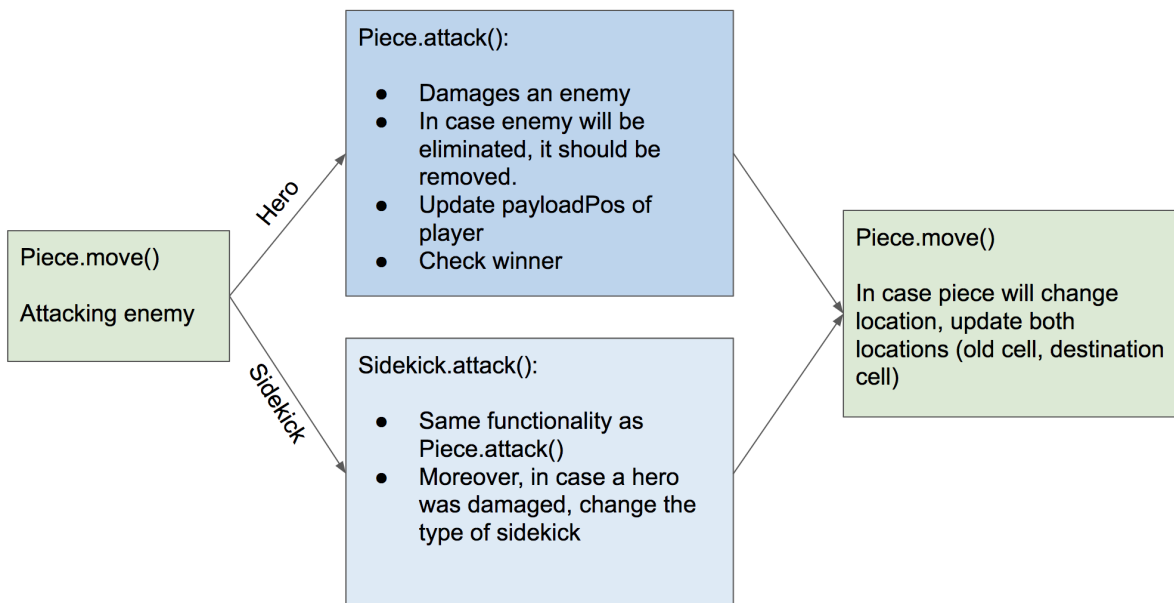 Piece.move()
Attacking enemy
Hero
Sidekick
Piece.attack():
● Damages an enemy
● In case enemy will be
eliminated, it should be
removed.
● Update payloadPos of
player
● Check winner
Sidekick.attack():
● Same functionality as
Piece.attack()
● Moreover, in case a hero
was damaged, change the
type of sidekick
Piece.move()
In case piece will change
location, update both
locations (old cell, destination
cell)